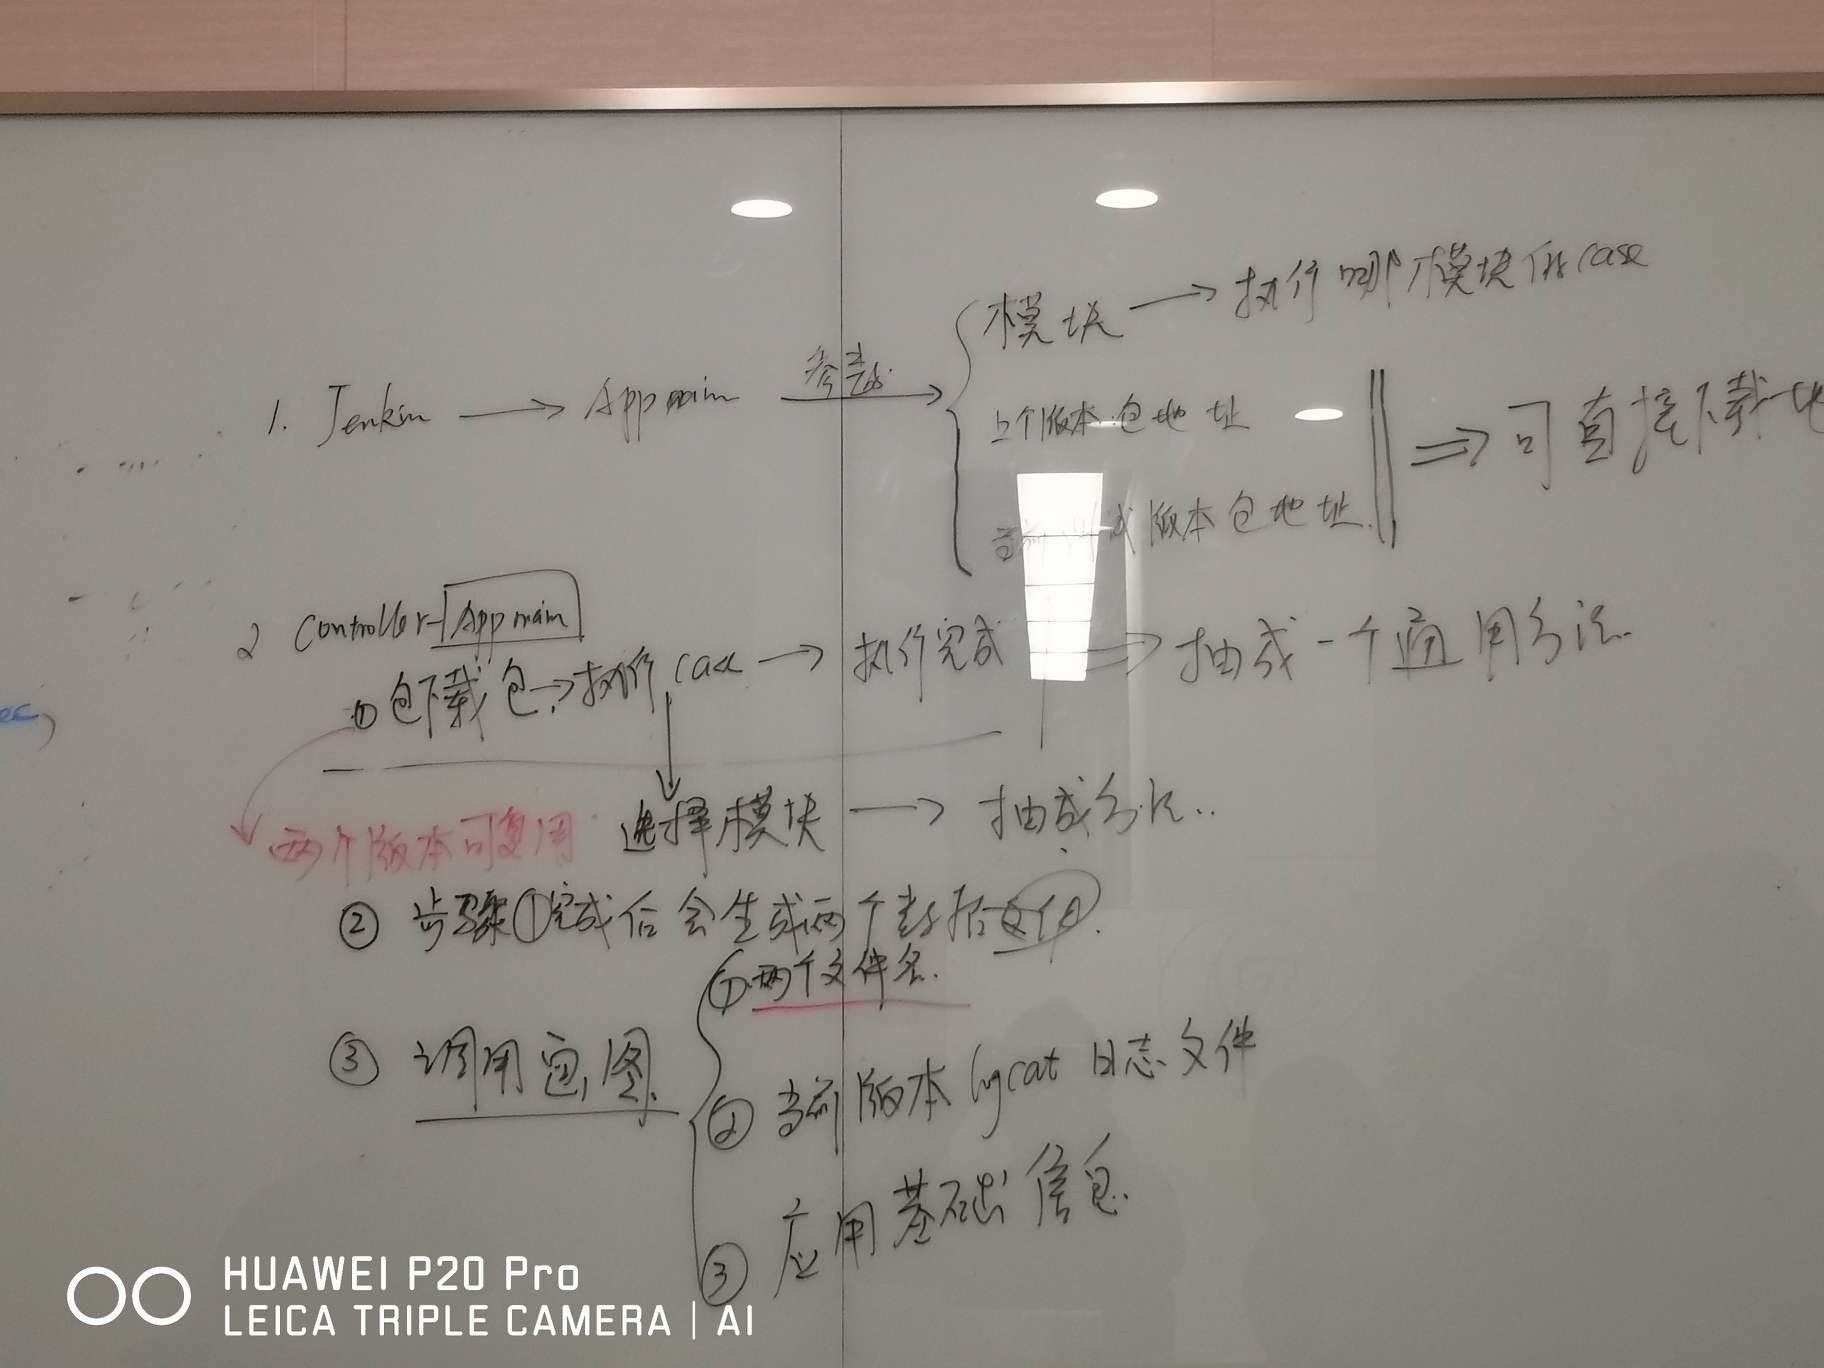 1. Jenkin → Appmain 参数 →
模块 → 执行哪个模块的case
上个版本包地址
当前 版本包地址
⇒ 可直接下载地
2 Controller-Appmain
① 包下载 包→执行 case → 执行完成 ⇒ 抽成一个通用方法.
两个版本可复用
选择模块 → 抽成方法..
② 步骤①完成后会生成两个数据文件.
③ 调用画图
① 两个文件名.
② 当前版本 logcat 日志文件
③ 应用基础信息.
HUAWEI P20 Pro
LEICA TRIPLE CAMERA | AI